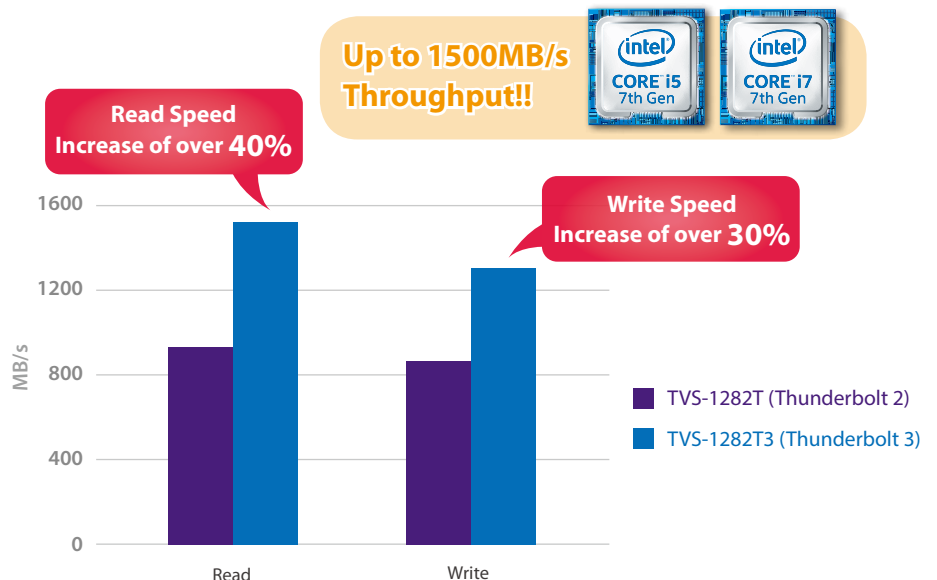 Up to 1500MB/s
Throughput!!
intel
CORE i5
7th Gen
intel
CORE i7
7th Gen
Read Speed
Increase of over 40%
Write Speed
Increase of over 30%
1600
1200
800
400
0
MB/s
Read
Write
TVS-1282T (Thunderbolt 2)
TVS-1282T3 (Thunderbolt 3)